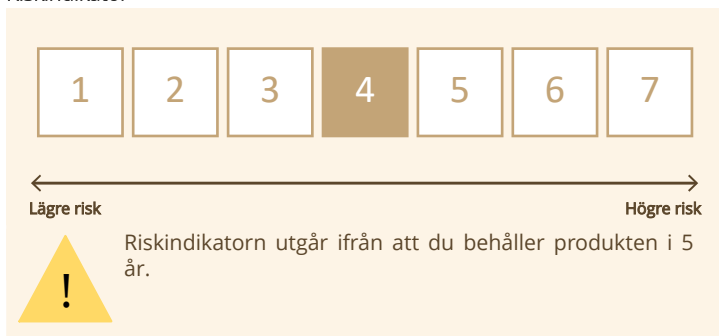 1 2 3 4 5 6 7
Lägre risk Högre risk
Riskindikatorn utgår ifrån att du behåller produkten i 5
år.
!